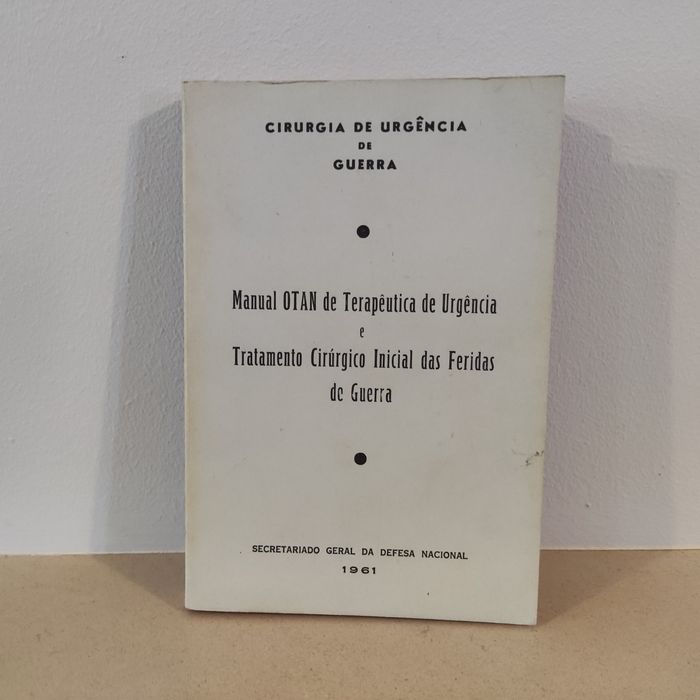 CIRURGIA DE URGÊNCIA
DE
GUERRA
Manual OTAN de Terapêutica de Urgência
e
Tratamento Cirúrgico Inicial das Feridas
de Guerra
SECRETARIADO GERAL DA DEFESA NACIONAL
1961